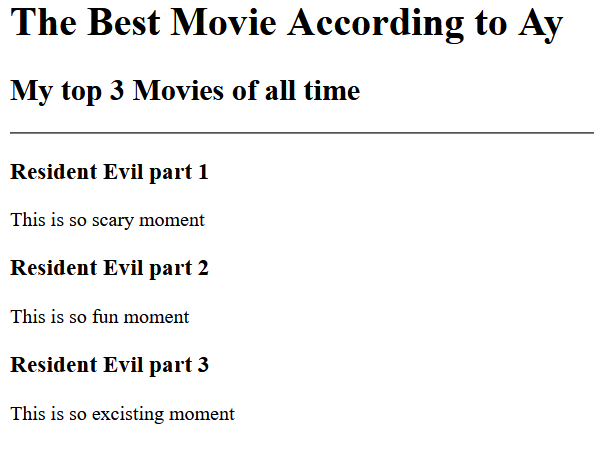 The Best Movie According to Ay
My top 3 Movies of all time
Resident Evil part 1
This is so scary moment
Resident Evil part 2
This is so fun moment
Resident Evil part 3
This is so excisting moment